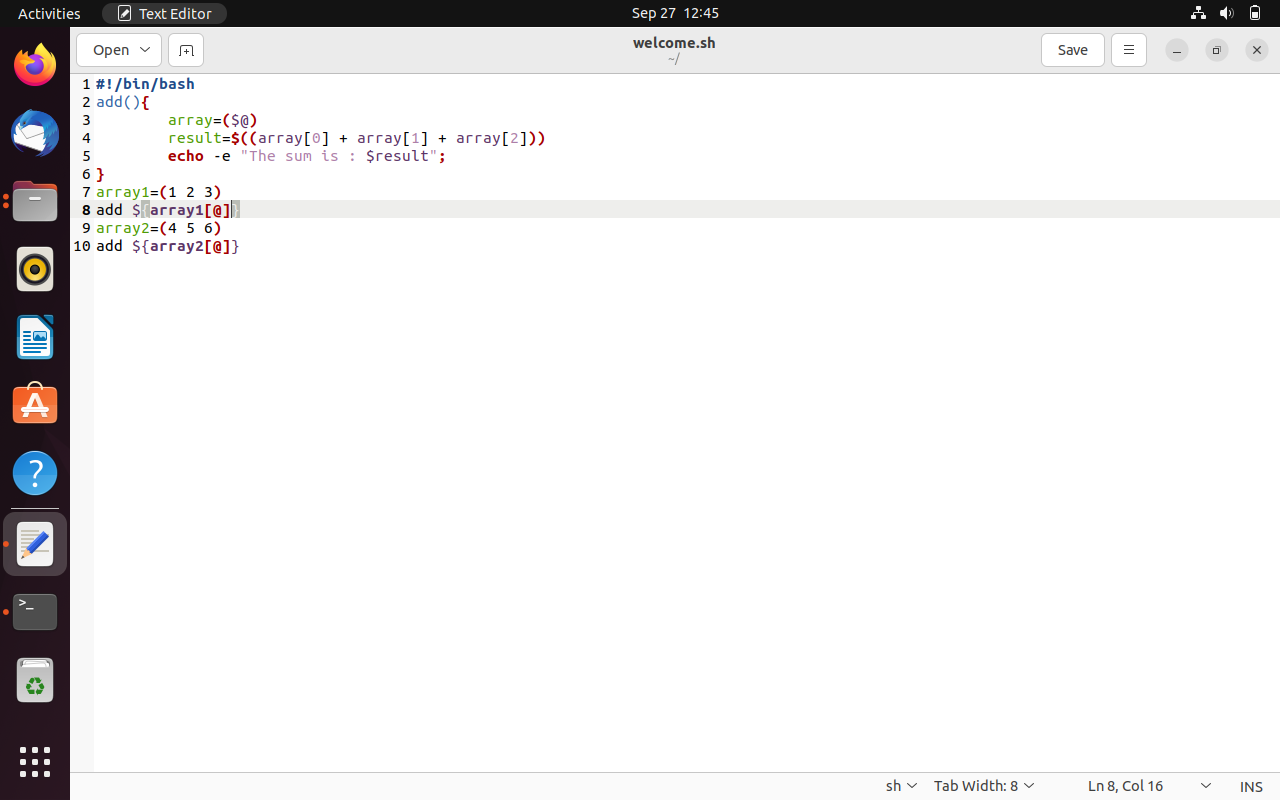 Activities Text Editor Sep 27 12:45
Open welcome.sh Save
~/
1 #!/bin/bash
2 add(){
3         array=($@)
4         result=$((array[0] + array[1] + array[2]))
5         echo -e "The sum is : $result";
6 }
7 array1=(1 2 3)
8 add ${array1[@]}
9 array2=(4 5 6)
10 add ${array2[@]}
sh Tab Width: 8 Ln 8, Col 16 INS